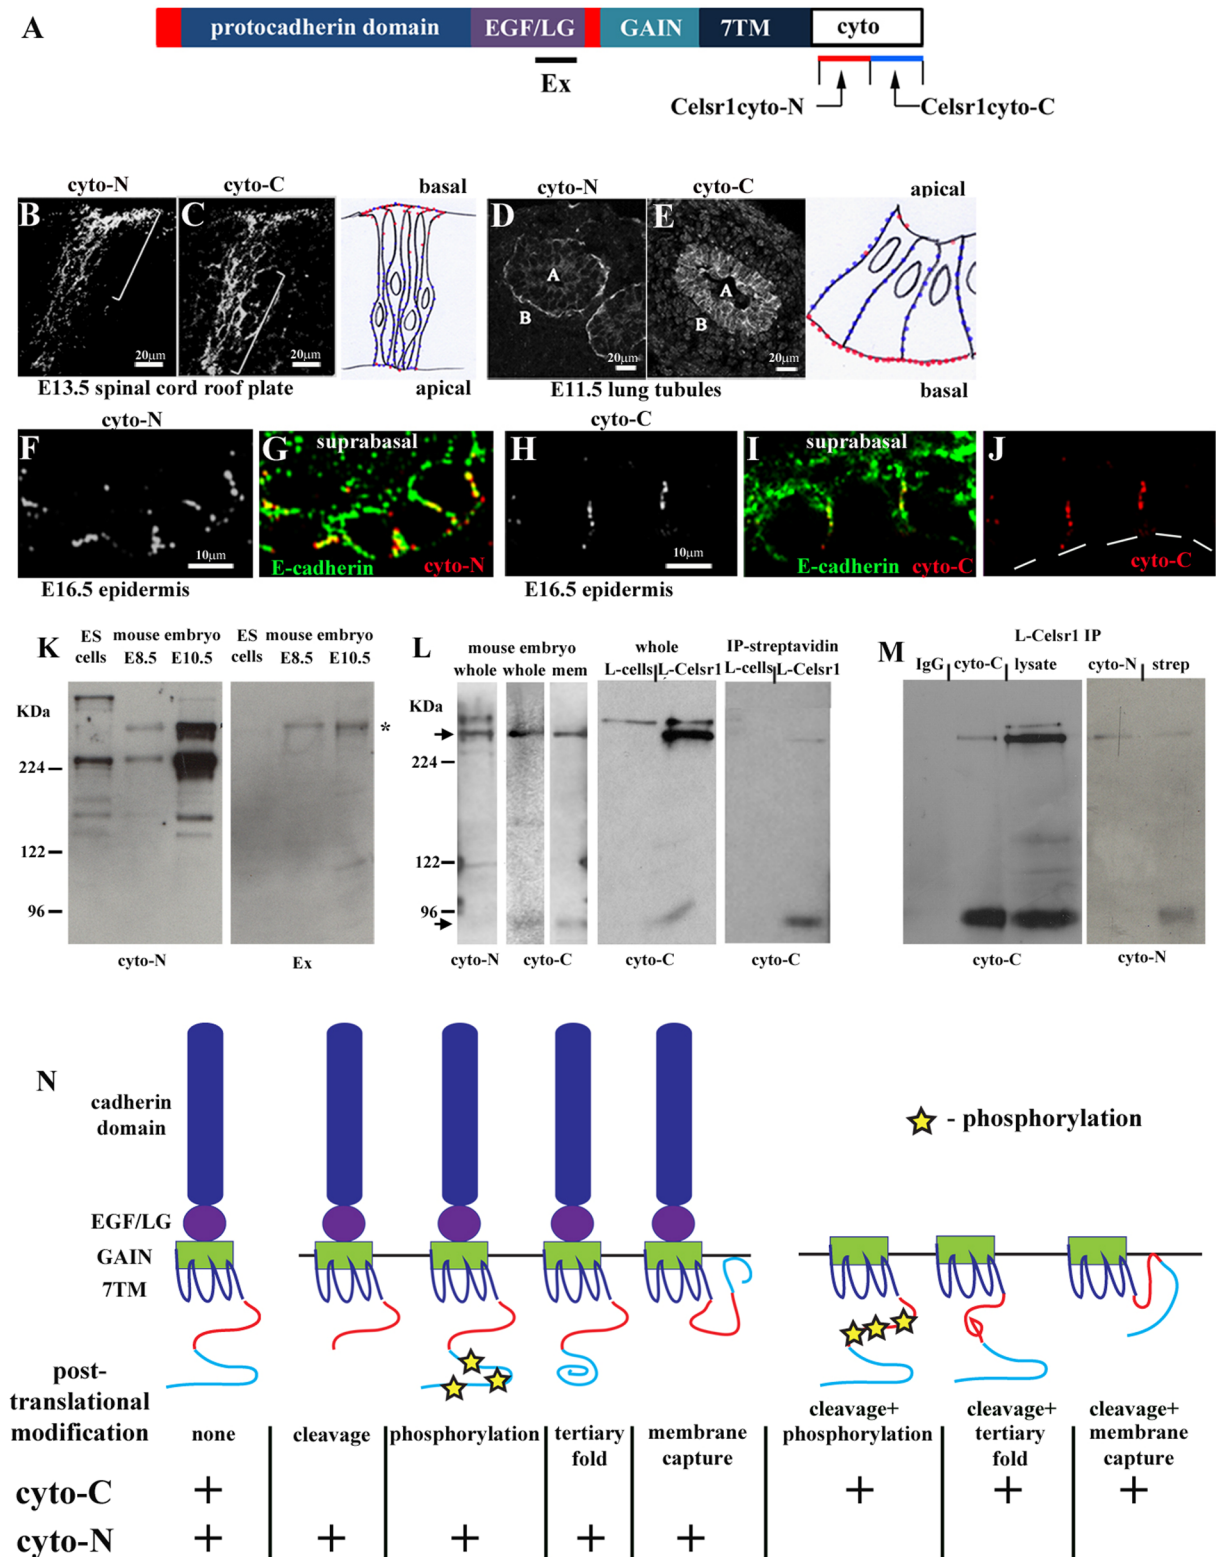 A
protocadherin domain EGF/LG GAIN 7TM cyto
Ex
Celsr1cyto-N Celsr1cyto-C
cyto-N cyto-C basal cyto-N cyto-C apical
B C D E
A A
B B
20µm 20µm 20µm 20µm
E13.5 spinal cord roof plate apical E11.5 lung tubules basal
cyto-N cyto-C
F G suprabasal H I suprabasal J
10µm E-cadherin cyto-N 10µm E-cadherin cyto-C cyto-C
E16.5 epidermis E16.5 epidermis
K
ES mouse embryo ES mouse embryo
cells E8.5 E10.5 cells E8.5 E10.5
KDa
*
224
122
96
cyto-N Ex
L
mouse embryo whole IP-streptavidin
whole whole mem L-cells L-Celsr1 L-cells L-Celsr1
KDa
224
122
96
cyto-N cyto-C cyto-C cyto-C
M
L-Celsr1 IP
IgG cyto-C lysate cyto-N strep
cyto-C cyto-N
N
cadherin
domain
EGF/LG
GAIN
7TM
- phosphorylation
post-
translational
modification
none
cleavage
phosphorylation
tertiary
fold
membrane
capture
cleavage+
phosphorylation
cleavage+
tertiary
fold
cleavage+
membrane
capture
cyto-C + + + +
cyto-N + + + + +